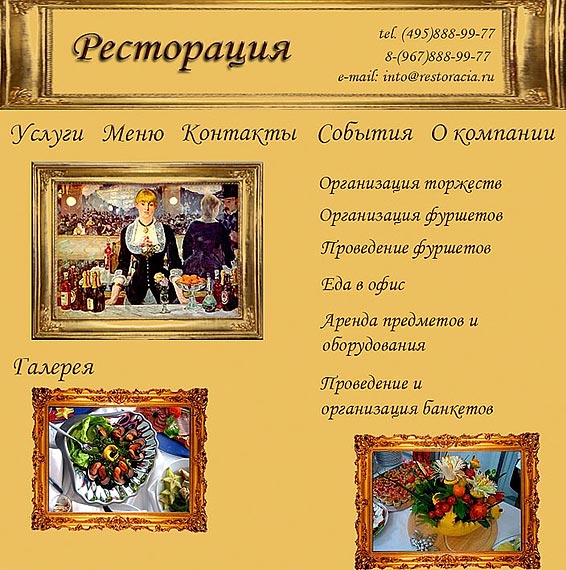 Ресторация
tel. (495)888-99-77
8-(967)888-99-77
e-mail: into@restoracia.ru
Услуги Меню Контакты События О компании
Организация торжеств
Организация фуршетов
Проведение фуршетов
Еда в офис
Аренда предметов и
оборудования
Проведение и
организация банкетов
Галерея